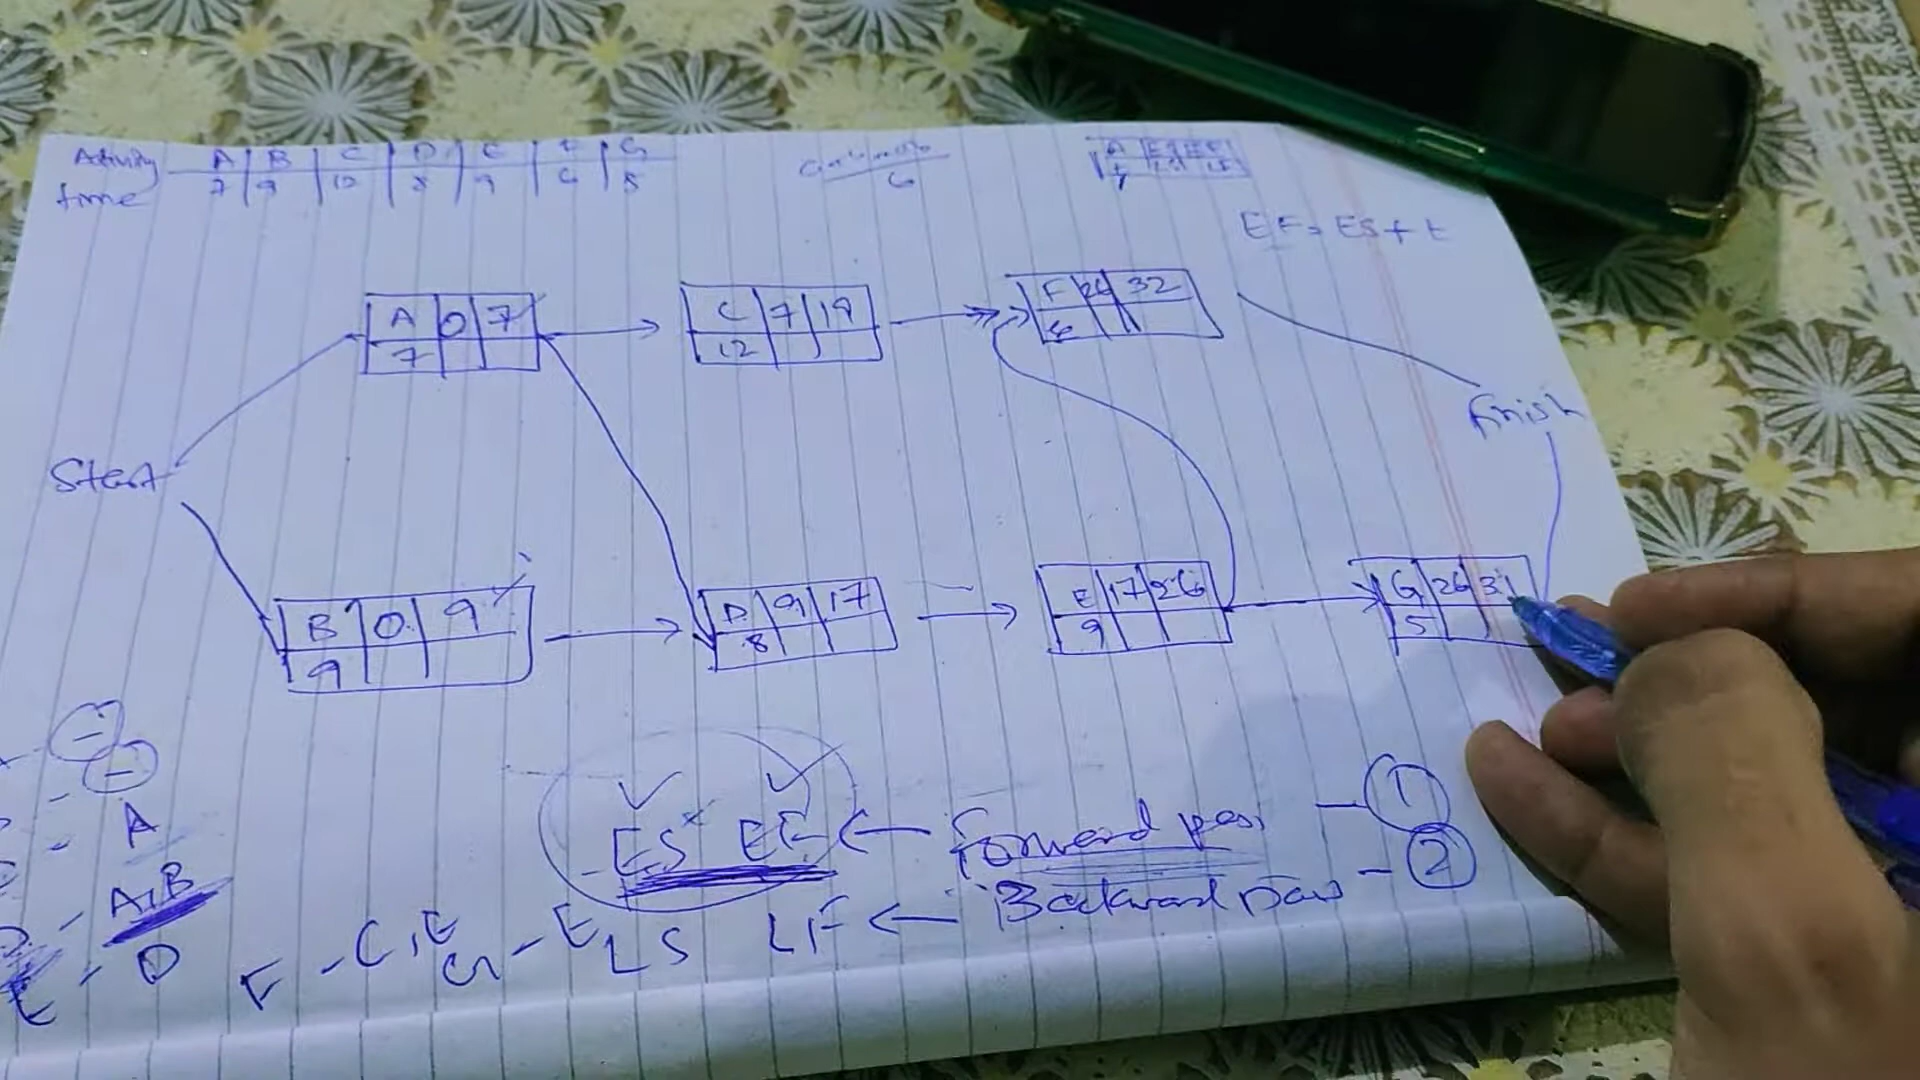 Activity A B C D E F G
time 7 9 12 8 9 6 5
EF = ES + t
A 0 7
7
C 7 19
12
F 26 32
6
Finish
Start
B 0 9
9
D 9 17
8
E 17 26
9
G 26 31
5
A
A,B
D
F - C, E
G - E
ES EF ← Forward pass - 1
LS LF ← Backward pass - 2